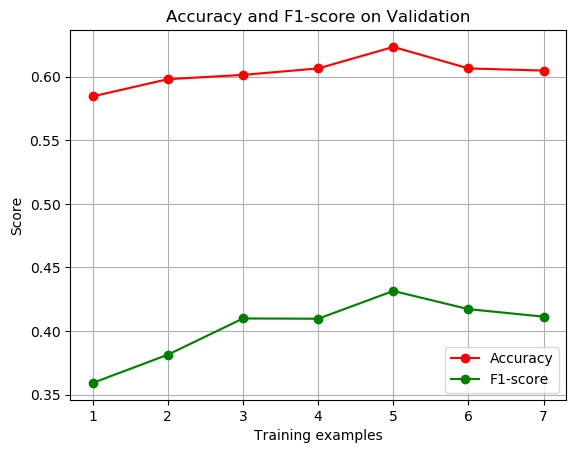 Accuracy and F1-score on Validation
Score
0.60
0.55
0.50
0.45
0.40
0.35
Accuracy
F1-score
1 2 3 4 5 6 7
Training examples